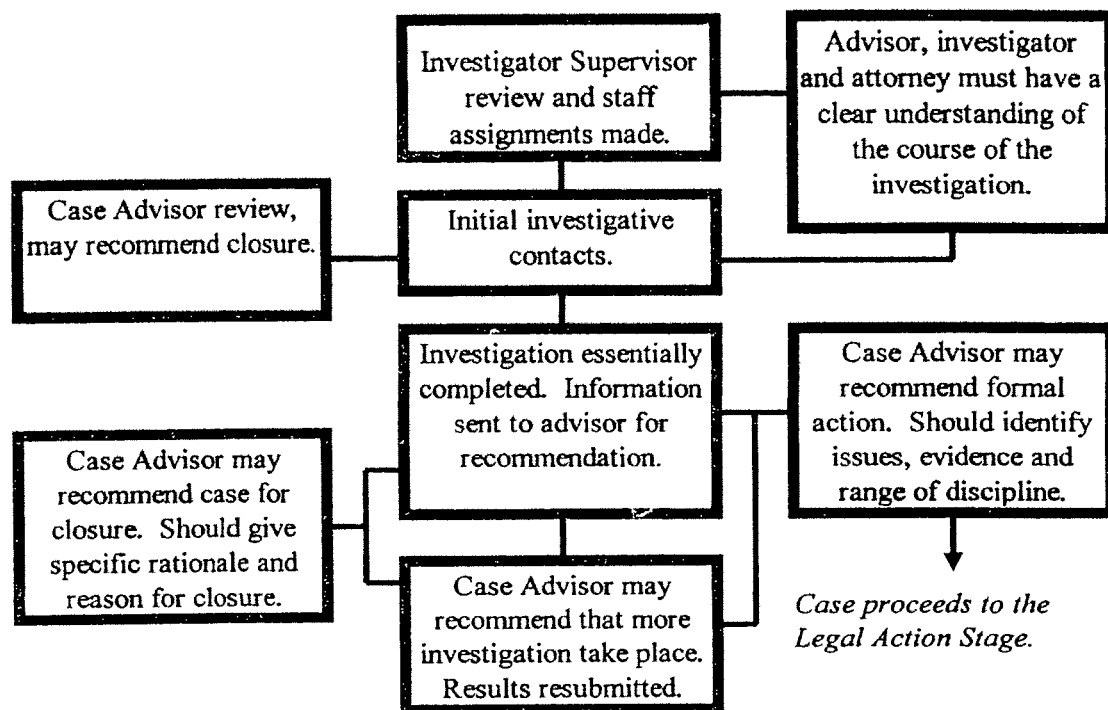 Investigator Supervisor
review and staff
assignments made.
Advisor, investigator
and attorney must have a
clear understanding of
the course of the
investigation.
Case Advisor review,
may recommend closure.
Initial investigative
contacts.
Investigation essentially
completed. Information
sent to advisor for
recommendation.
Case Advisor may
recommend formal
action. Should identify
issues, evidence and
range of discipline.
Case Advisor may
recommend case for
closure. Should give
specific rationale and
reason for closure.
Case Advisor may
recommend that more
investigation take place.
Results resubmitted.
Case proceeds to the
Legal Action Stage.